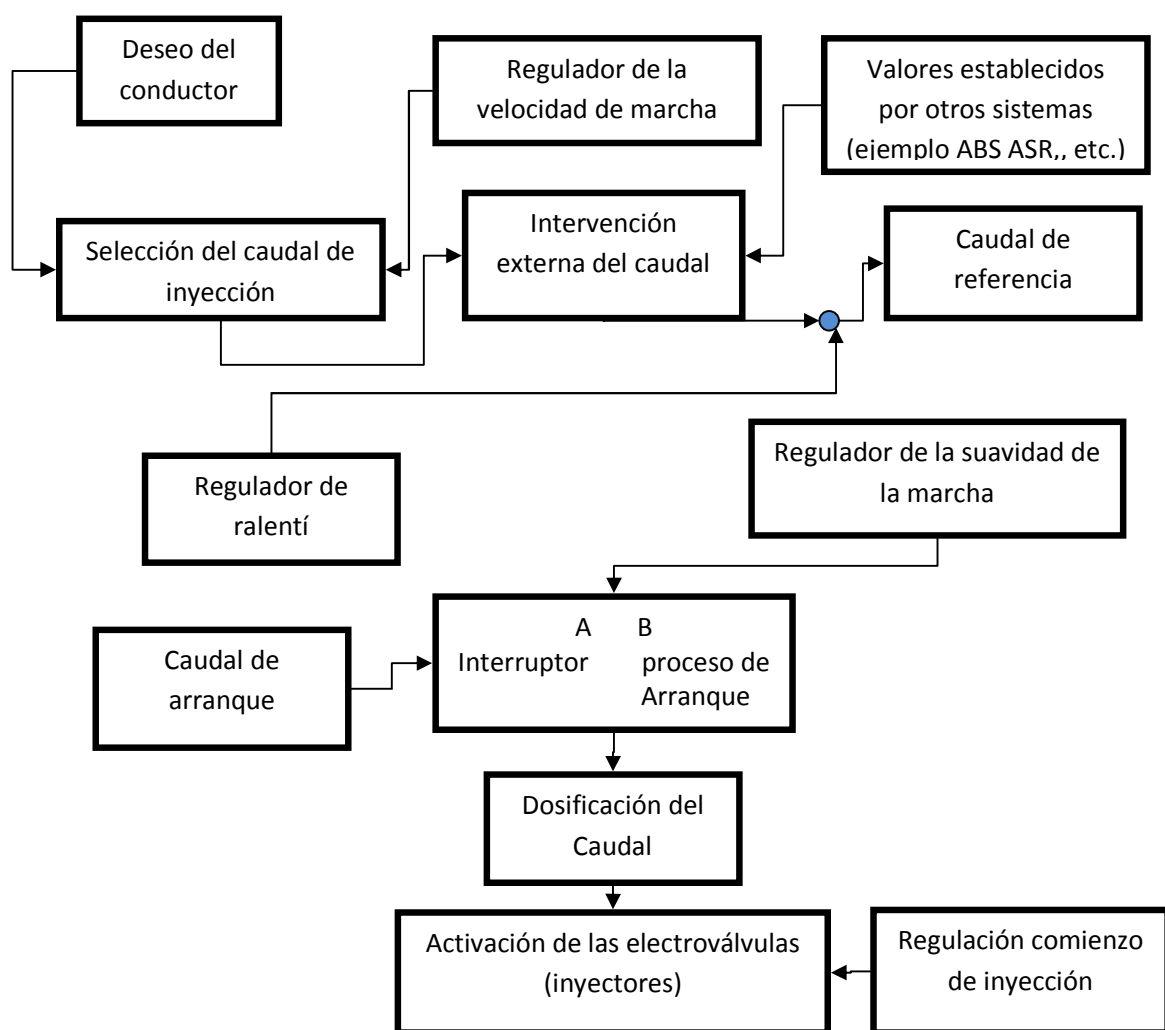 Deseo del
conductor
Regulador de la
velocidad de marcha
Valores establecidos
por otros sistemas
(ejemplo ABS ASR,, etc.)
Selección del caudal de
inyección
Intervención
externa del caudal
Caudal de
referencia
Regulador de
ralentí
Regulador de la suavidad de
la marcha
Caudal de
arranque
A B
Interruptor proceso de
Arranque
Dosificación del
Caudal
Activación de las electroválvulas
(inyectores)
Regulación comienzo
de inyección